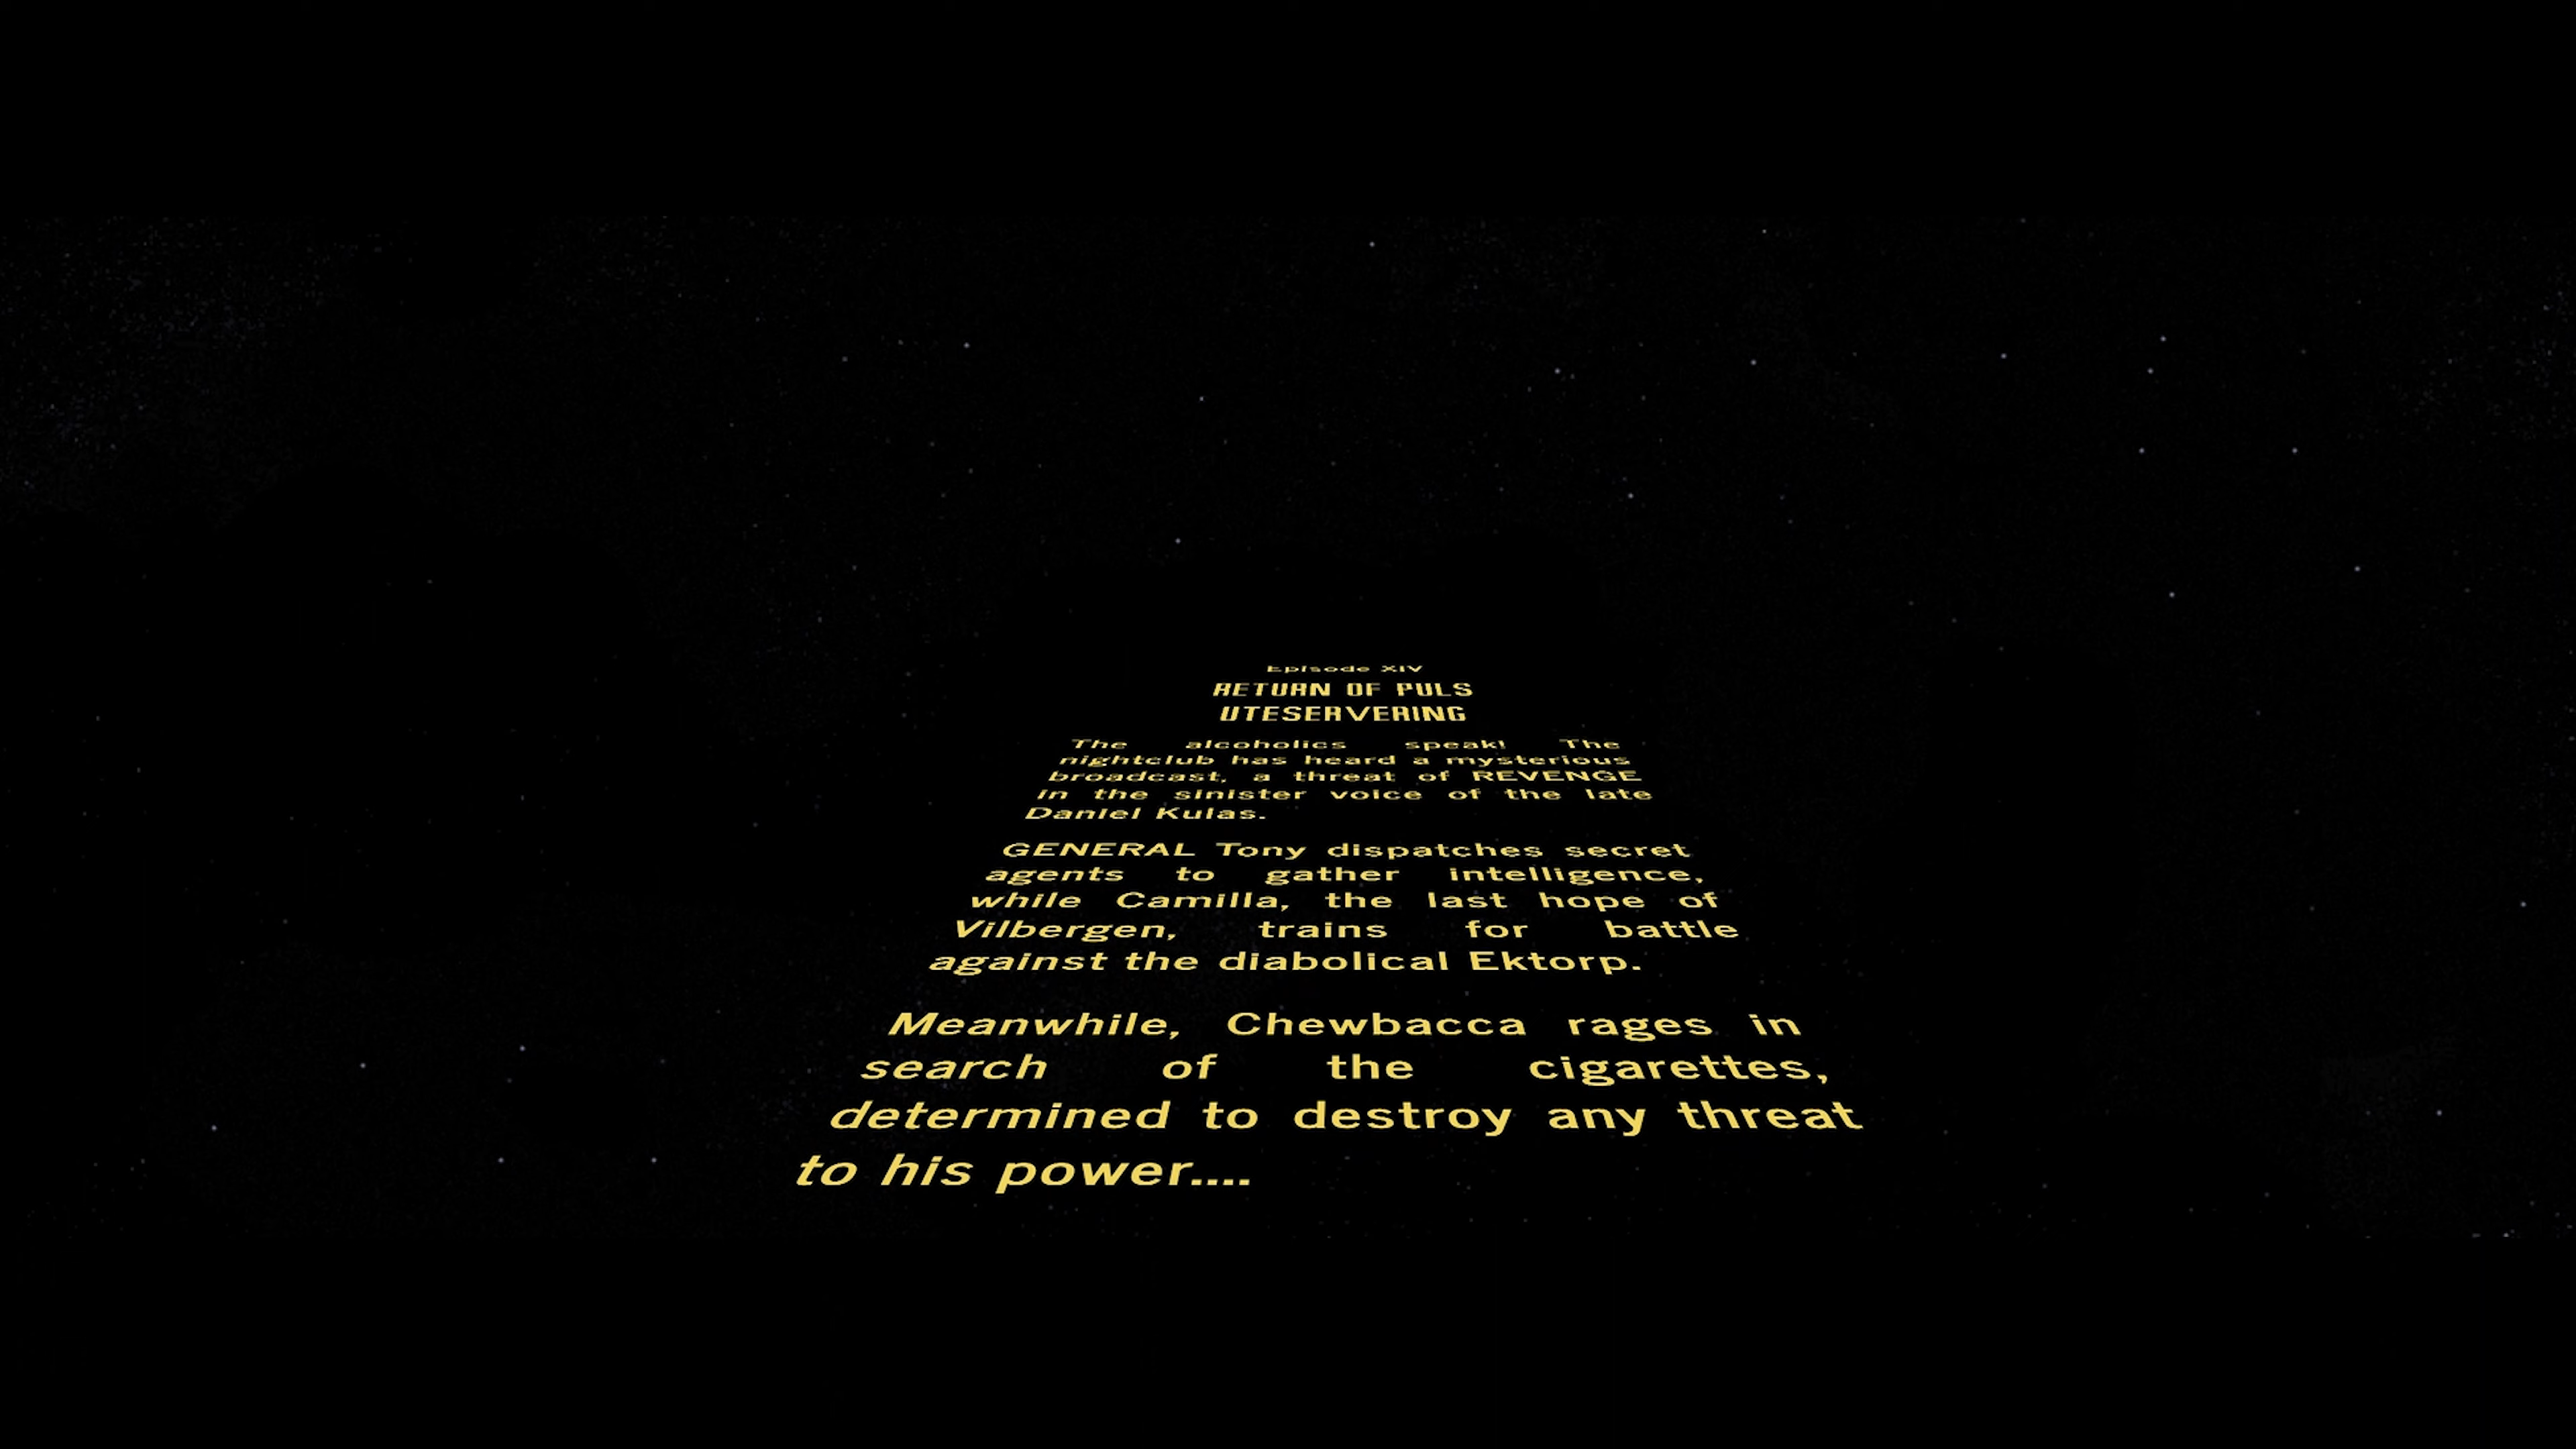 Episode XIV
RETURN OF PULS
UTESERVERING
The alcoholics speak! The
nightclub has heard a mysterious
broadcast, a threat of REVENGE
in the sinister voice of the late
Daniel Kulas.
GENERAL Tony dispatches secret
agents to gather intelligence,
while Camilla, the last hope of
Vilbergen, trains for battle
against the diabolical Ektorp.
Meanwhile, Chewbacca rages in
search of the cigarettes,
determined to destroy any threat
to his power....